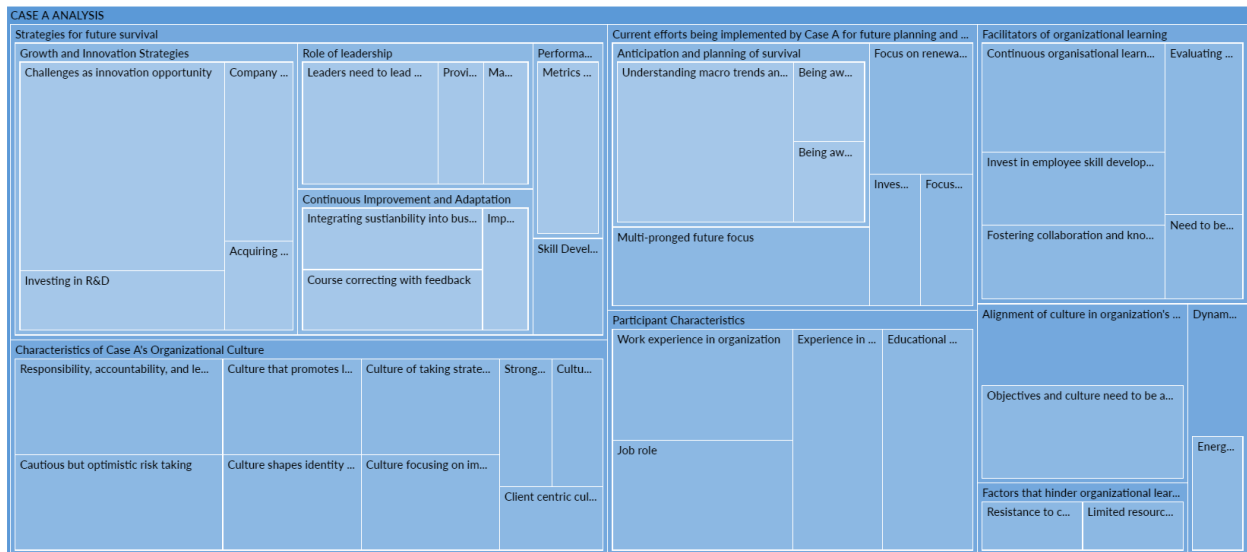 CASE A ANALYSIS
Strategies for future survival
Growth and Innovation Strategies
Challenges as innovation opportunity
Company ...
Acquiring ...
Investing in R&D
Role of leadership
Leaders need to lead ...
Provi...
Ma...
Continuous Improvement and Adaptation
Integrating sustianbility into bus...
Imp...
Course correcting with feedback
Performa...
Metrics ...
Skill Devel...
Characteristics of Case A's Organizational Culture
Responsibility, accountability, and le...
Culture that promotes l...
Culture of taking strate...
Strong...
Cultu...
Cautious but optimistic risk taking
Culture shapes identity ...
Culture focusing on im...
Client centric cul...
Current efforts being implemented by Case A for future planning and ...
Anticipation and planning of survival
Understanding macro trends an...
Being aw...
Being aw...
Multi-pronged future focus
Focus on renewa...
Inves...
Focus...
Participant Characteristics
Work experience in organization
Experience in ...
Educational ...
Job role
Facilitators of organizational learning
Continuous organisational learn...
Evaluating ...
Invest in employee skill develop...
Fostering collaboration and kno...
Need to be...
Alignment of culture in organization's ...
Objectives and culture need to be a...
Dynam...
Energ...
Factors that hinder organizational lear...
Resistance to c...
Limited resourc...